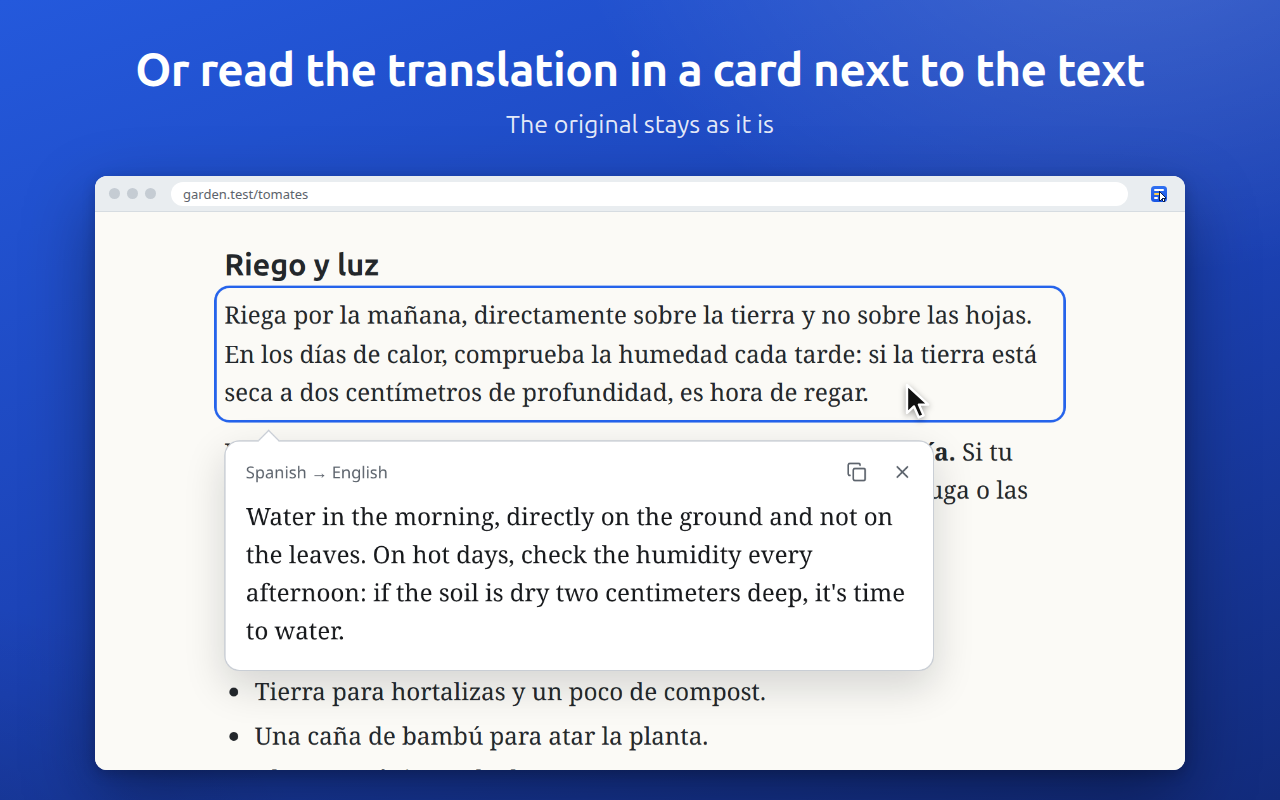 Or read the translation in a card next to the text
The original stays as it is
garden.test/tomates
Riego y luz
Riega por la mañana, directamente sobre la tierra y no sobre las hojas.
En los días de calor, comprueba la humedad cada tarde: si la tierra está
seca a dos centímetros de profundidad, es hora de regar.
Si tu
o las
Spanish → English
Water in the morning, directly on the ground and not on
the leaves. On hot days, check the humidity every
afternoon: if the soil is dry two centimeters deep, it's time
to water.
Tierra para hortalizas y un poco de compost.
Una caña de bambú para atar la planta.